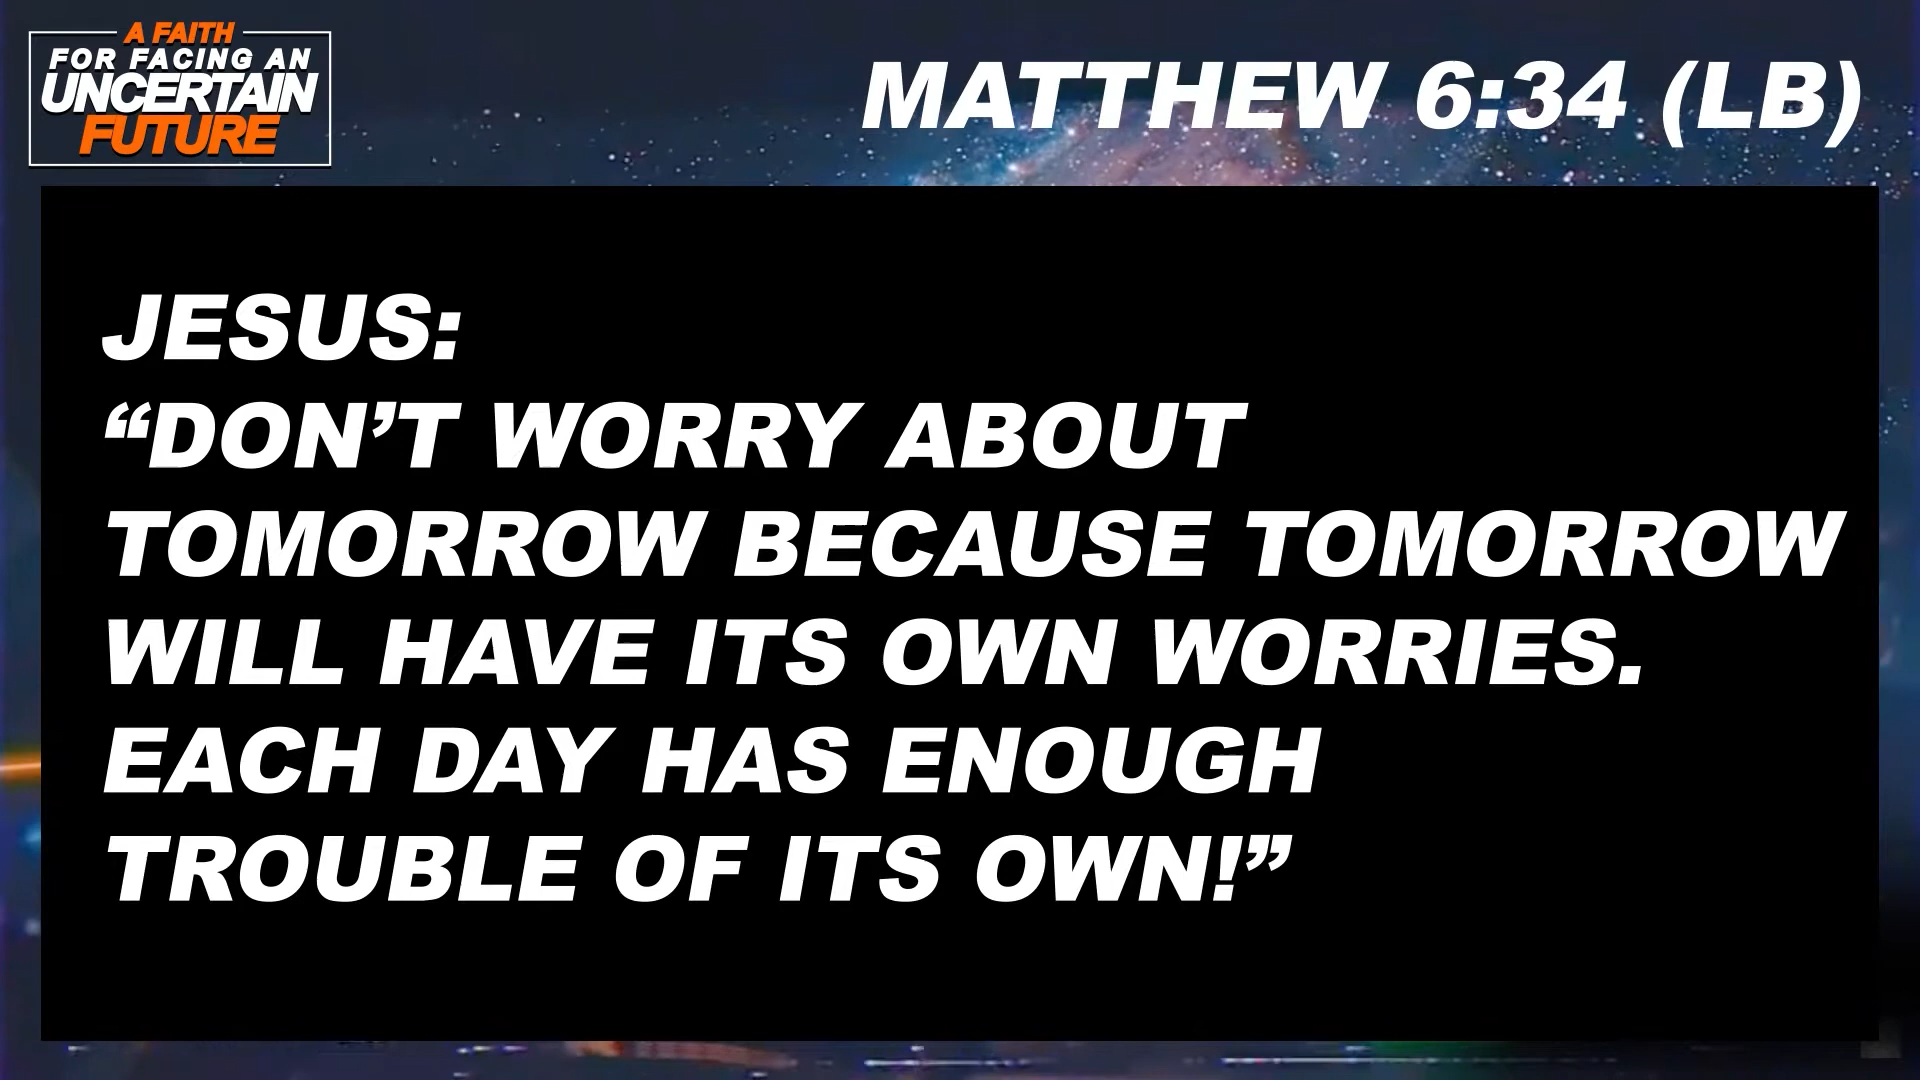 A FAITH
FOR FACING AN
UNCERTAIN
FUTURE
MATTHEW 6:34 (LB)
JESUS:
“DON’T WORRY ABOUT
TOMORROW BECAUSE TOMORROW
WILL HAVE ITS OWN WORRIES.
EACH DAY HAS ENOUGH
TROUBLE OF ITS OWN!”